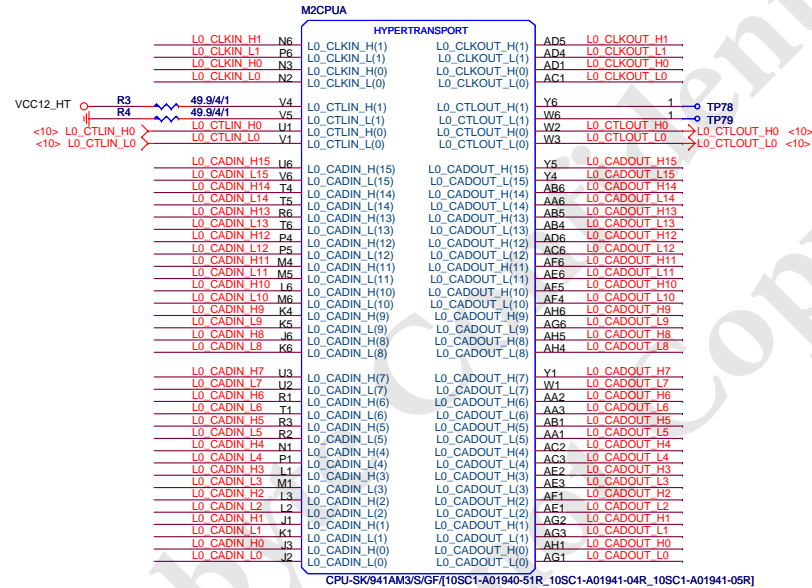 M2CPUA
HYPERTRANSPORT
L0_CLKIN_H1 N6 L0_CLKIN_H(1) L0_CLKOUT_H(1) AD5 L0_CLKOUT_H1
L0_CLKIN_L1 P6 L0_CLKIN_L(1) L0_CLKOUT_L(1) AD4 L0_CLKOUT_L1
L0_CLKIN_H0 N3 L0_CLKIN_H(0) L0_CLKOUT_H(0) AD1 L0_CLKOUT_H0
L0_CLKIN_L0 N2 L0_CLKIN_L(0) L0_CLKOUT_L(0) AC1 L0_CLKOUT_L0
VCC12_HT R3 49.9/4/1 V4 L0_CTLIN_H(1) L0_CTLOUT_H(1) Y6 1 TP78
R4 49.9/4/1 V5 L0_CTLIN_L(1) L0_CTLOUT_L(1) W6 1 TP79
<10> L0_CTLIN_H0 L0_CTLIN_H0 U1 L0_CTLIN_H(0) L0_CTLOUT_H(0) W2 L0_CTLOUT_H0 L0_CTLOUT_H0 <10>
<10> L0_CTLIN_L0 L0_CTLIN_L0 V1 L0_CTLIN_L(0) L0_CTLOUT_L(0) W3 L0_CTLOUT_L0 L0_CTLOUT_L0 <10>
L0_CADIN_H15 U6 L0_CADIN_H(15) L0_CADOUT_H(15) Y5 L0_CADOUT_H15
L0_CADIN_L15 V6 L0_CADIN_L(15) L0_CADOUT_L(15) Y4 L0_CADOUT_L15
L0_CADIN_H14 T4 L0_CADIN_H(14) L0_CADOUT_H(14) AB6 L0_CADOUT_H14
L0_CADIN_L14 T5 L0_CADIN_L(14) L0_CADOUT_L(14) AA6 L0_CADOUT_L14
L0_CADIN_H13 R6 L0_CADIN_H(13) L0_CADOUT_H(13) AB5 L0_CADOUT_H13
L0_CADIN_L13 T6 L0_CADIN_L(13) L0_CADOUT_L(13) AB4 L0_CADOUT_L13
L0_CADIN_H12 P4 L0_CADIN_H(12) L0_CADOUT_H(12) AD6 L0_CADOUT_H12
L0_CADIN_L12 P5 L0_CADIN_L(12) L0_CADOUT_L(12) AC6 L0_CADOUT_L12
L0_CADIN_H11 M4 L0_CADIN_H(11) L0_CADOUT_H(11) AF6 L0_CADOUT_H11
L0_CADIN_L11 M5 L0_CADIN_L(11) L0_CADOUT_L(11) AE6 L0_CADOUT_L11
L0_CADIN_H10 L6 L0_CADIN_H(10) L0_CADOUT_H(10) AF5 L0_CADOUT_H10
L0_CADIN_L10 M6 L0_CADIN_L(10) L0_CADOUT_L(10) AF4 L0_CADOUT_L10
L0_CADIN_H9 K4 L0_CADIN_H(9) L0_CADOUT_H(9) AH6 L0_CADOUT_H9
L0_CADIN_L9 K5 L0_CADIN_L(9) L0_CADOUT_L(9) AG6 L0_CADOUT_L9
L0_CADIN_H8 J6 L0_CADIN_H(8) L0_CADOUT_H(8) AH5 L0_CADOUT_H8
L0_CADIN_L8 K6 L0_CADIN_L(8) L0_CADOUT_L(8) AH4 L0_CADOUT_L8
L0_CADIN_H7 U3 L0_CADIN_H(7) L0_CADOUT_H(7) Y1 L0_CADOUT_H7
L0_CADIN_L7 U2 L0_CADIN_L(7) L0_CADOUT_L(7) W1 L0_CADOUT_L7
L0_CADIN_H6 R1 L0_CADIN_H(6) L0_CADOUT_H(6) AA2 L0_CADOUT_H6
L0_CADIN_L6 T1 L0_CADIN_L(6) L0_CADOUT_L(6) AA3 L0_CADOUT_L6
L0_CADIN_H5 R3 L0_CADIN_H(5) L0_CADOUT_H(5) AB1 L0_CADOUT_H5
L0_CADIN_L5 R2 L0_CADIN_L(5) L0_CADOUT_L(5) AA1 L0_CADOUT_L5
L0_CADIN_H4 N1 L0_CADIN_H(4) L0_CADOUT_H(4) AC2 L0_CADOUT_H4
L0_CADIN_L4 P1 L0_CADIN_L(4) L0_CADOUT_L(4) AC3 L0_CADOUT_L4
L0_CADIN_H3 L1 L0_CADIN_H(3) L0_CADOUT_H(3) AE2 L0_CADOUT_H3
L0_CADIN_L3 M1 L0_CADIN_L(3) L0_CADOUT_L(3) AE3 L0_CADOUT_L3
L0_CADIN_H2 L3 L0_CADIN_H(2) L0_CADOUT_H(2) AF1 L0_CADOUT_H2
L0_CADIN_L2 L2 L0_CADIN_L(2) L0_CADOUT_L(2) AE1 L0_CADOUT_L2
L0_CADIN_H1 J1 L0_CADIN_H(1) L0_CADOUT_H(1) AG2 L0_CADOUT_H1
L0_CADIN_L1 K1 L0_CADIN_L(1) L0_CADOUT_L(1) AG3 L0_CADOUT_L1
L0_CADIN_H0 J3 L0_CADIN_H(0) L0_CADOUT_H(0) AH1 L0_CADOUT_H0
L0_CADIN_L0 J2 L0_CADIN_L(0) L0_CADOUT_L(0) AG1 L0_CADOUT_L0
CPU-SK/941AM3/S/GF/[10SC1-A01940-51R_10SC1-A01941-04R_10SC1-A01941-05R]